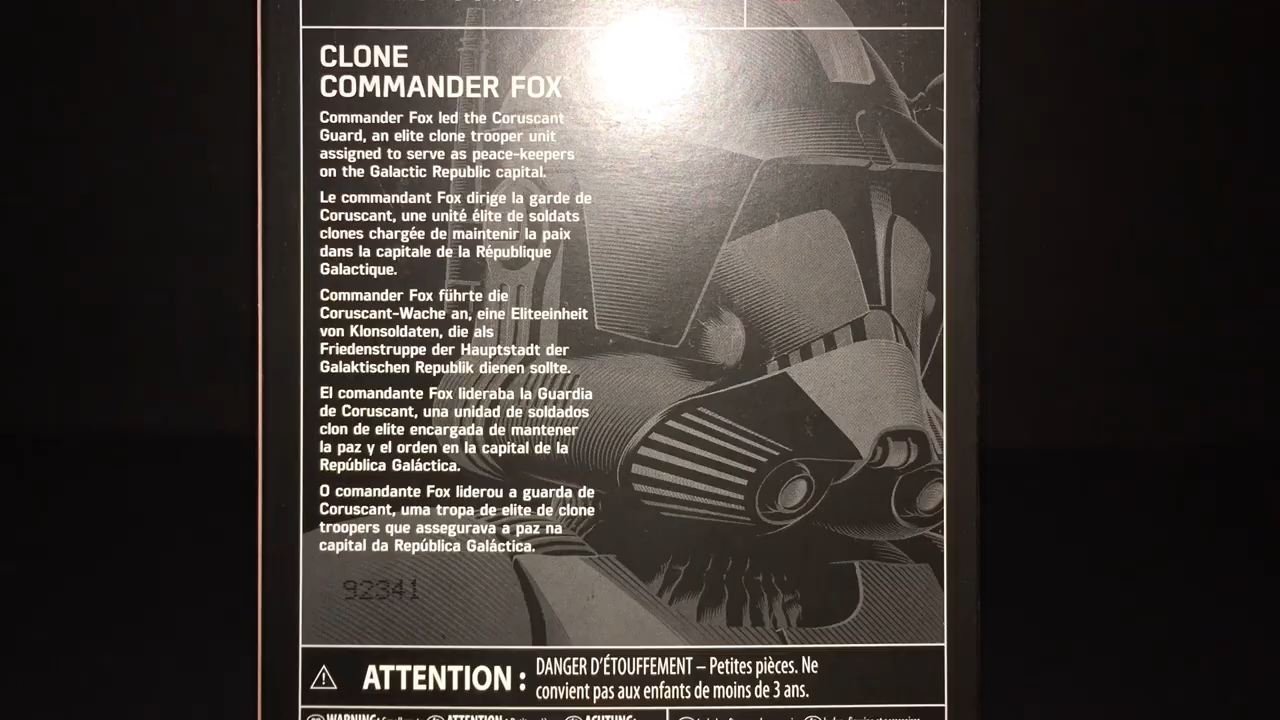 CLONE
COMMANDER FOX
Commander Fox led the Coruscant
Guard, an elite clone trooper unit
assigned to serve as peace-keepers
on the Galactic Republic capital.
Le commandant Fox dirige la garde de
Coruscant, une unité élite de soldats
clones chargée de maintenir la paix
dans la capitale de la République
Galactique.
Commander Fox führte die
Coruscant-Wache an, eine Eliteeinheit
von Klonsoldaten, die als
Friedenstruppe der Hauptstadt der
Galaktischen Republik dienen sollte.
El comandante Fox lideraba la Guardia
de Coruscant, una unidad de soldados
clon de elite encargada de mantener
la paz y el orden en la capital de la
República Galáctica.
O comandante Fox liderou a guarda de
Coruscant, uma tropa de elite de clone
troopers que assegurava a paz na
capital da República Galáctica.
92341
ATTENTION : DANGER D'ÉTOUFFEMENT – Petites pièces. Ne
convient pas aux enfants de moins de 3 ans.
WARNING: ATTENTION : ACHTUNG: